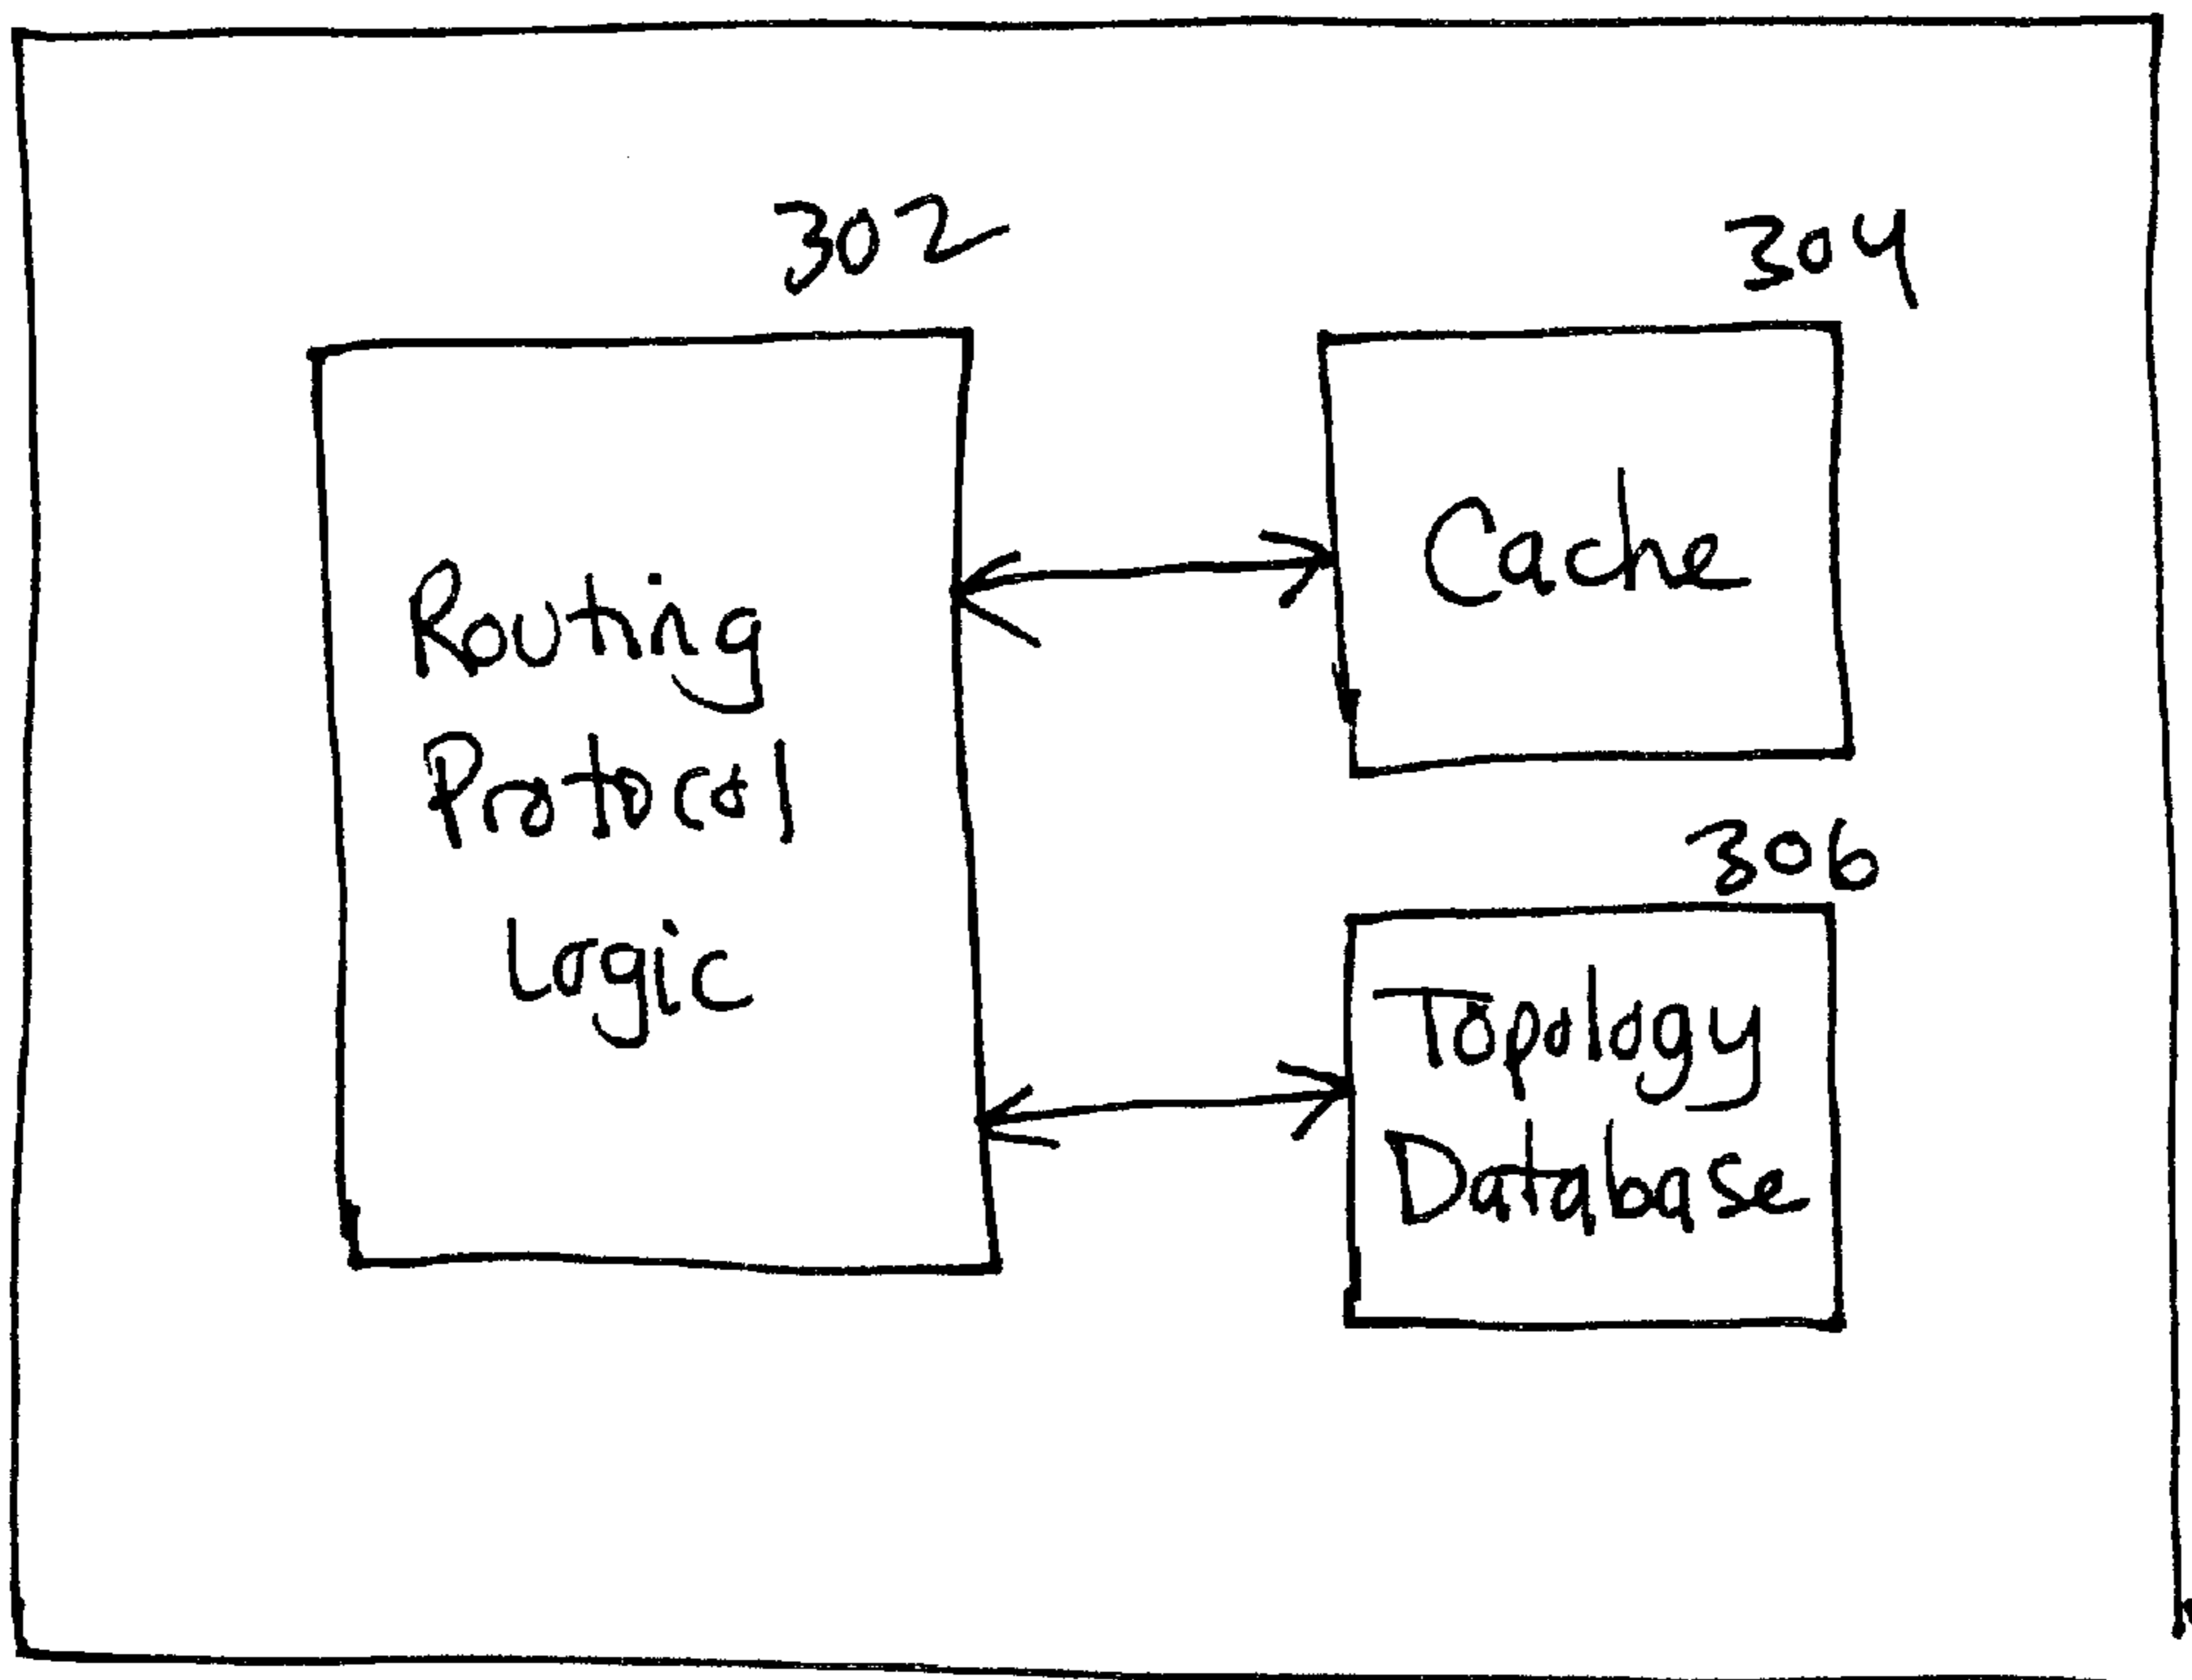 302
304
Routing
Protocol
Logic
Cache
306
Topology
Database